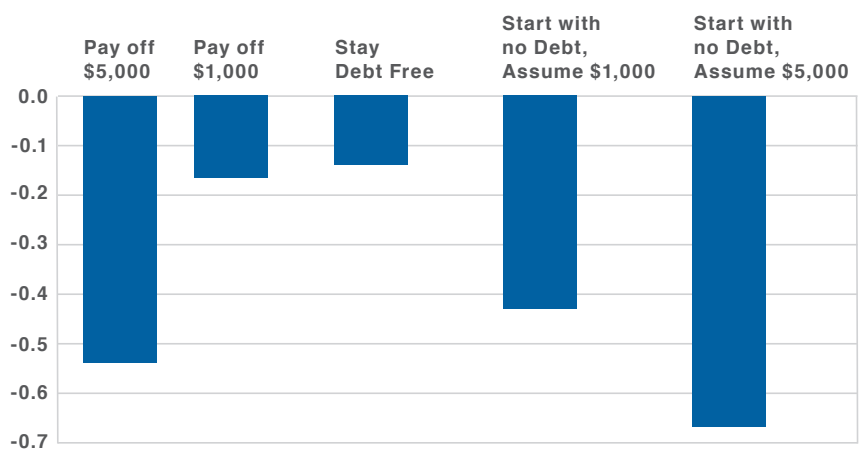 Pay off
$5,000
Pay off
$1,000
Stay
Debt Free
Start with
no Debt,
Assume $1,000
Start with
no Debt,
Assume $5,000
0.0
-0.1
-0.2
-0.3
-0.4
-0.5
-0.6
-0.7